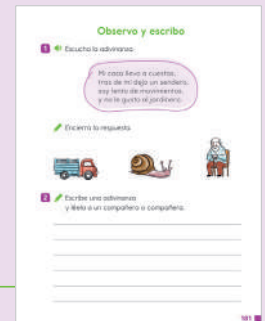 Observo y escribo
1 Escucha la adivinanza.
Mi casa llevo a cuestas,
tras de mí dejo un sendero,
soy lento de movimientos,
y no le gusto al jardinero.
Encierra la respuesta.
2 Escribe una adivinanza
y léela a un compañero o compañera.
101